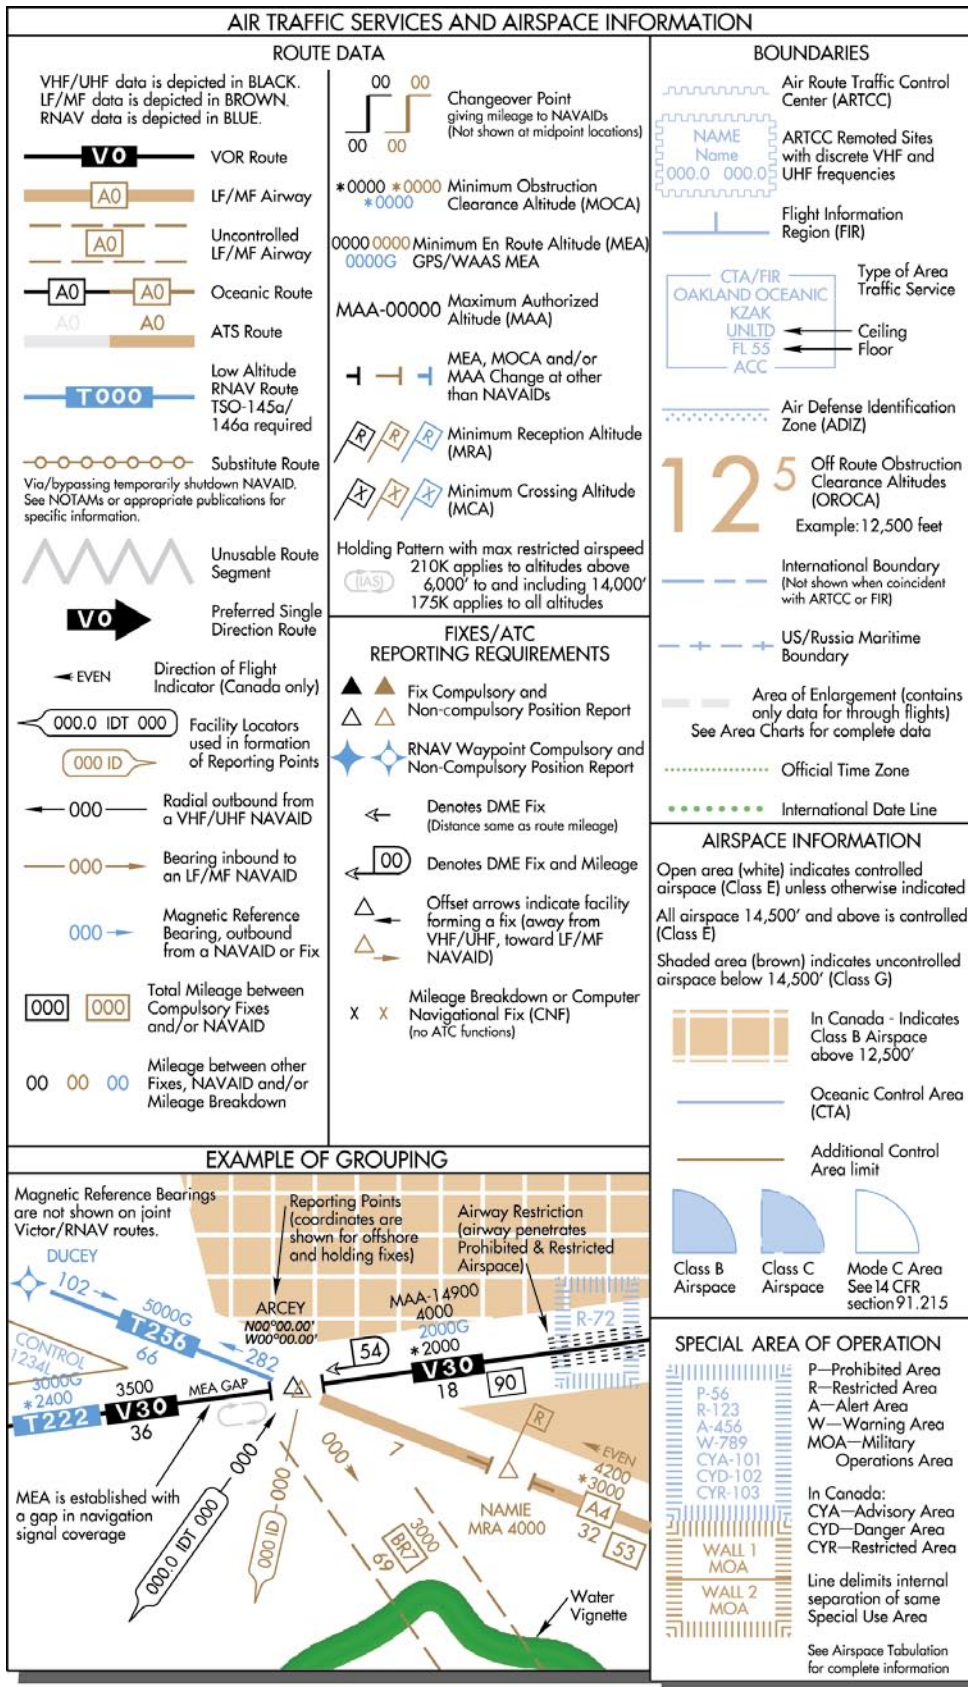 AIR TRAFFIC SERVICES AND AIRSPACE INFORMATION
ROUTE DATA
VHF/UHF data is depicted in BLACK.
LF/MF data is depicted in BROWN.
RNAV data is depicted in BLUE.
V0
VOR Route
A0
LF/MF Airway
A0
Uncontrolled
LF/MF Airway
A0 A0
Oceanic Route
A0 A0
ATS Route
T000
Low Altitude
RNAV Route
TSO-145a/
146a required
Substitute Route
Via/bypassing temporarily shutdown NAVAID.
See NOTAMs or appropriate publications for
specific information.
Unusable Route
Segment
V0
Preferred Single
Direction Route
EVEN
Direction of Flight
Indicator (Canada only)
000.0 IDT 000
000 ID
Facility Locators
used in formation
of Reporting Points
000
Radial outbound from
a VHF/UHF NAVAID
000
Bearing inbound to
an LF/MF NAVAID
000
Magnetic Reference
Bearing, outbound
from a NAVAID or Fix
000 000
Total Mileage between
Compulsory Fixes
and/or NAVAID
00 00 00
Mileage between other
Fixes, NAVAID and/or
Mileage Breakdown
00 00
00 00
Changeover Point
giving mileage to NAVAIDs
(Not shown at midpoint locations)
*0000 *0000
*0000
Minimum Obstruction
Clearance Altitude (MOCA)
0000 0000
0000G
Minimum En Route Altitude (MEA)
GPS/WAAS MEA
MAA-00000
Maximum Authorized
Altitude (MAA)
MEA, MOCA and/or
MAA Change at other
than NAVAIDs
R R R
Minimum Reception Altitude
(MRA)
X X X
Minimum Crossing Altitude
(MCA)
Holding Pattern with max restricted airspeed
(IAS)
210K applies to altitudes above
6,000' to and including 14,000'
175K applies to all altitudes
FIXES/ATC
REPORTING REQUIREMENTS
Fix Compulsory and
Non-compulsory Position Report
RNAV Waypoint Compulsory and
Non-Compulsory Position Report
Denotes DME Fix
(Distance same as route mileage)
00
Denotes DME Fix and Mileage
Offset arrows indicate facility
forming a fix (away from
VHF/UHF, toward LF/MF
NAVAID)
X X
Mileage Breakdown or Computer
Navigational Fix (CNF)
(no ATC functions)
BOUNDARIES
Air Route Traffic Control
Center (ARTCC)
NAME
Name
000.0 000.0
ARTCC Remoted Sites
with discrete VHF and
UHF frequencies
Flight Information
Region (FIR)
CTA/FIR
OAKLAND OCEANIC
KZAK
UNLTD
FL 55
ACC
Type of Area
Traffic Service
Ceiling
Floor
Air Defense Identification
Zone (ADIZ)
12 5
Off Route Obstruction
Clearance Altitudes
(OROCA)
Example: 12,500 feet
International Boundary
(Not shown when coincident
with ARTCC or FIR)
US/Russia Maritime
Boundary
Area of Enlargement (contains
only data for through flights)
See Area Charts for complete data
Official Time Zone
International Date Line
AIRSPACE INFORMATION
Open area (white) indicates controlled
airspace (Class E) unless otherwise indicated
All airspace 14,500' and above is controlled
(Class E)
Shaded area (brown) indicates uncontrolled
airspace below 14,500' (Class G)
In Canada - Indicates
Class B Airspace
above 12,500'
Oceanic Control Area
(CTA)
Additional Control
Area limit
Class B
Airspace
Class C
Airspace
Mode C Area
See 14 CFR
section 91.215
SPECIAL AREA OF OPERATION
P-56
R-123
A-456
W-789
CYA-101
CYD-102
CYR-103
WALL 1
MOA
WALL 2
MOA
P—Prohibited Area
R—Restricted Area
A—Alert Area
W—Warning Area
MOA—Military
Operations Area
In Canada:
CYA—Advisory Area
CYD—Danger Area
CYR—Restricted Area
Line delimits internal
separation of same
Special Use Area
See Airspace Tabulation
for complete information
EXAMPLE OF GROUPING
Magnetic Reference Bearings
are not shown on joint
Victor/RNAV routes.
DUCEY
102
5000G
T256
66
282
CONTROL
1234L
3000G
*2400
T222
3500
V30
36
MEA GAP
MEA is established with
a gap in navigation
signal coverage
Reporting Points
(coordinates are
shown for offshore
and holding fixes)
ARCEY
N00°00.00'
W00°00.00'
Airway Restriction
(airway penetrates
Prohibited & Restricted
Airspace)
MAA-14900
4000
2000G
*2000
V30
18
90
54
R-72
000
000.0 IDT 000
000
000 ID
000
7
R
NAMIE
MRA 4000
EVEN
4200
*3000
A4
32
53
3000
BR7
69
Water
Vignette